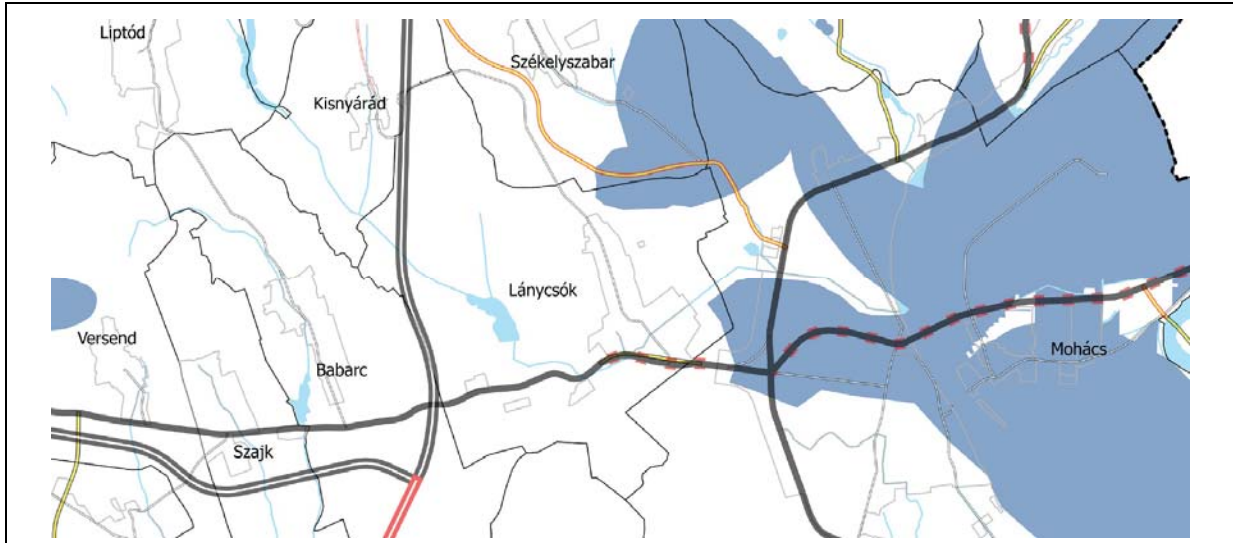 Liptód
Székelyszabar
Kisnyárád
Lánycsók
Versend
Babarc
Mohács
Szajk